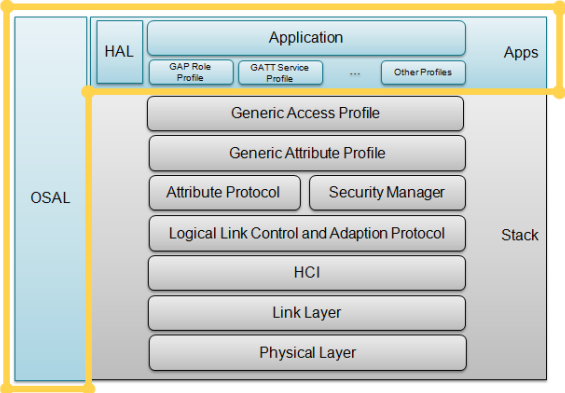 HAL
Application
Apps
GAP Role
Profile
GATT Service
Profile
...
Other Profiles
OSAL
Generic Access Profile
Generic Attribute Profile
Attribute Protocol
Security Manager
Logical Link Control and Adaption Protocol
Stack
HCI
Link Layer
Physical Layer